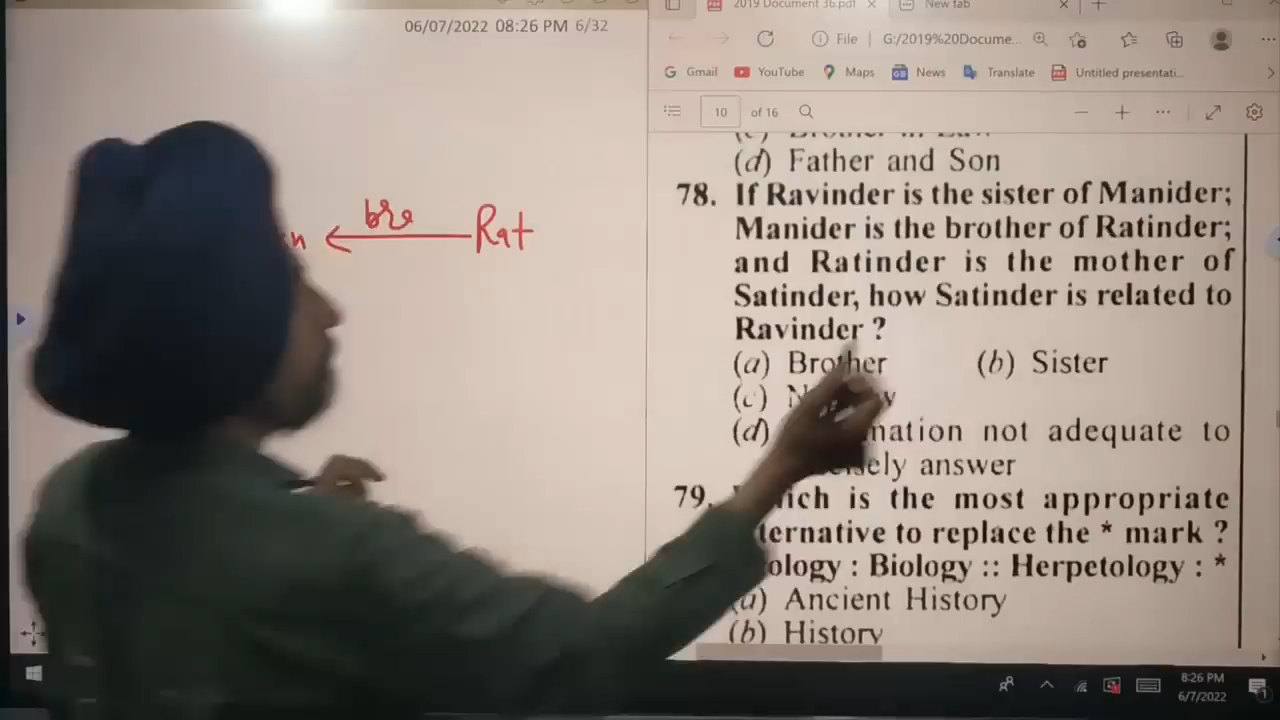 06/07/2022 08:26 PM 6/32
bro
Rat
2019 Document 36.pdf
New tab
File
G:/2019%20Docume...
Gmail
YouTube
Maps
News
Translate
Untitled presentati...
10 of 16
(d) Father and Son
78. If Ravinder is the sister of Manider;
Manider is the brother of Ratinder;
and Ratinder is the mother of
Satinder, how Satinder is related to
Ravinder ?
(a) Brother (b) Sister
(c)
(d) not adequate to
answer
79. is the most appropriate
to replace the * mark ?
: Biology :: Herpetology : *
(a) Ancient History
(b) History
8:26 PM
6/7/2022